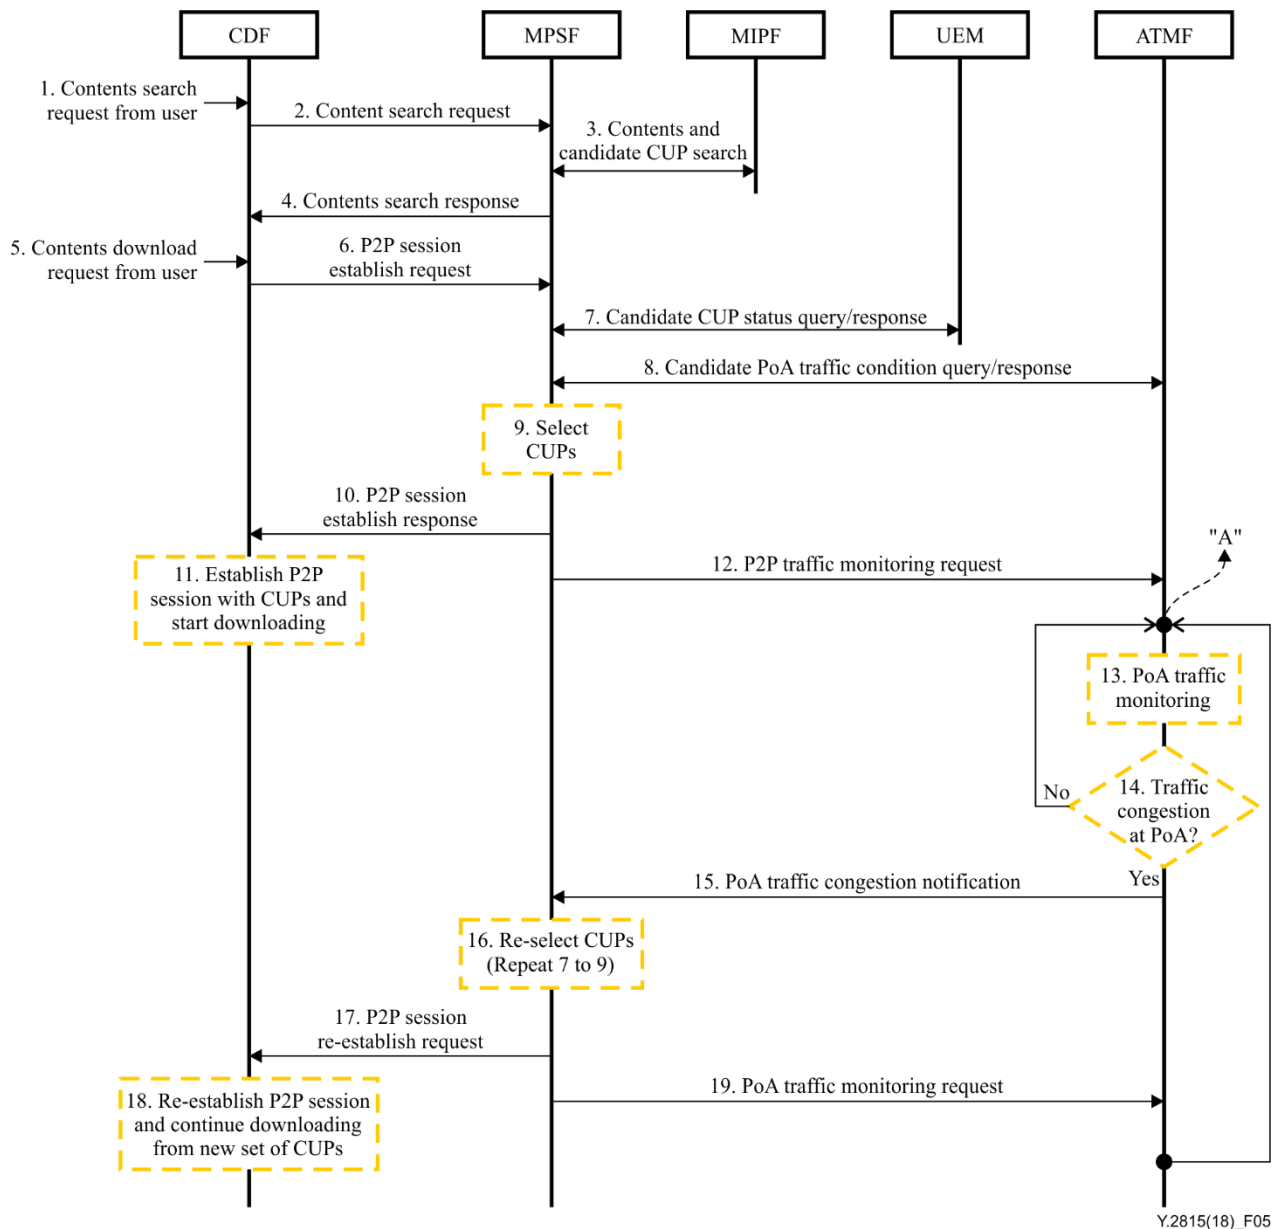 CDF
MPSF
MIPF
UEM
ATMF
1. Contents search
request from user
2. Content search request
3. Contents and
candidate CUP search
4. Contents search response
5. Contents download
request from user
6. P2P session
establish request
7. Candidate CUP status query/response
8. Candidate PoA traffic condition query/response
9. Select
CUPs
10. P2P session
establish response
"A"
11. Establish P2P
session with CUPs and
start downloading
12. P2P traffic monitoring request
13. PoA traffic
monitoring
No
14. Traffic
congestion
at PoA?
Yes
15. PoA traffic congestion notification
16. Re-select CUPs
(Repeat 7 to 9)
17. P2P session
re-establish request
18. Re-establish P2P session
and continue downloading
from new set of CUPs
19. PoA traffic monitoring request
Y.2815(18)_F05